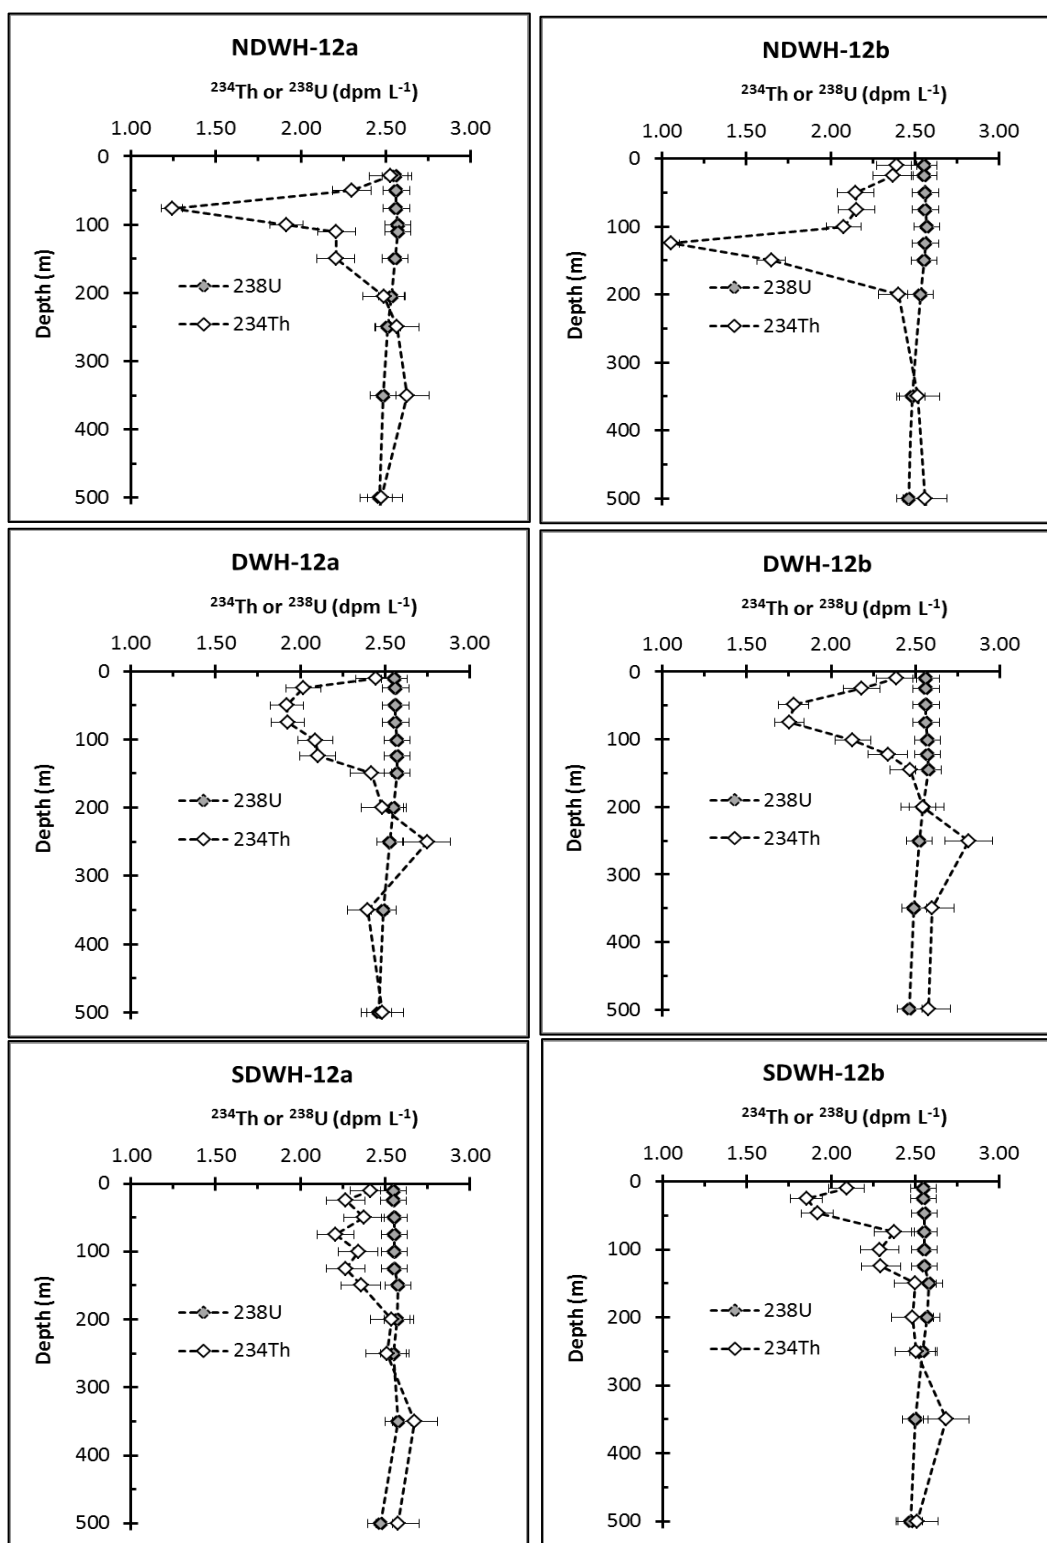 NDWH-12a
²³⁴Th or ²³⁸U (dpm L⁻¹)
1.00 1.50 2.00 2.50 3.00
0
100
200
300
400
500
Depth (m)
238U
234Th
NDWH-12b
²³⁴Th or ²³⁸U (dpm L⁻¹)
1.00 1.50 2.00 2.50 3.00
0
100
200
300
400
500
Depth (m)
238U
234Th
DWH-12a
²³⁴Th or ²³⁸U (dpm L⁻¹)
1.00 1.50 2.00 2.50 3.00
0
100
200
300
400
500
Depth (m)
238U
234Th
DWH-12b
²³⁴Th or ²³⁸U (dpm L⁻¹)
1.00 1.50 2.00 2.50 3.00
0
100
200
300
400
500
Depth (m)
238U
234Th
SDWH-12a
²³⁴Th or ²³⁸U (dpm L⁻¹)
1.00 1.50 2.00 2.50 3.00
0
100
200
300
400
500
Depth (m)
238U
234Th
SDWH-12b
²³⁴Th or ²³⁸U (dpm L⁻¹)
1.00 1.50 2.00 2.50 3.00
0
100
200
300
400
500
Depth (m)
238U
234Th